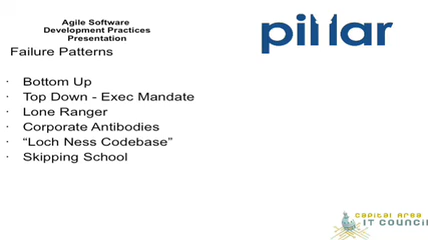 Agile Software
Development Practices
Presentation
pillar
Failure Patterns
· Bottom Up
· Top Down - Exec Mandate
· Lone Ranger
· Corporate Antibodies
· “Loch Ness Codebase”
· Skipping School
CAPITAL AREA
IT COUNCIL